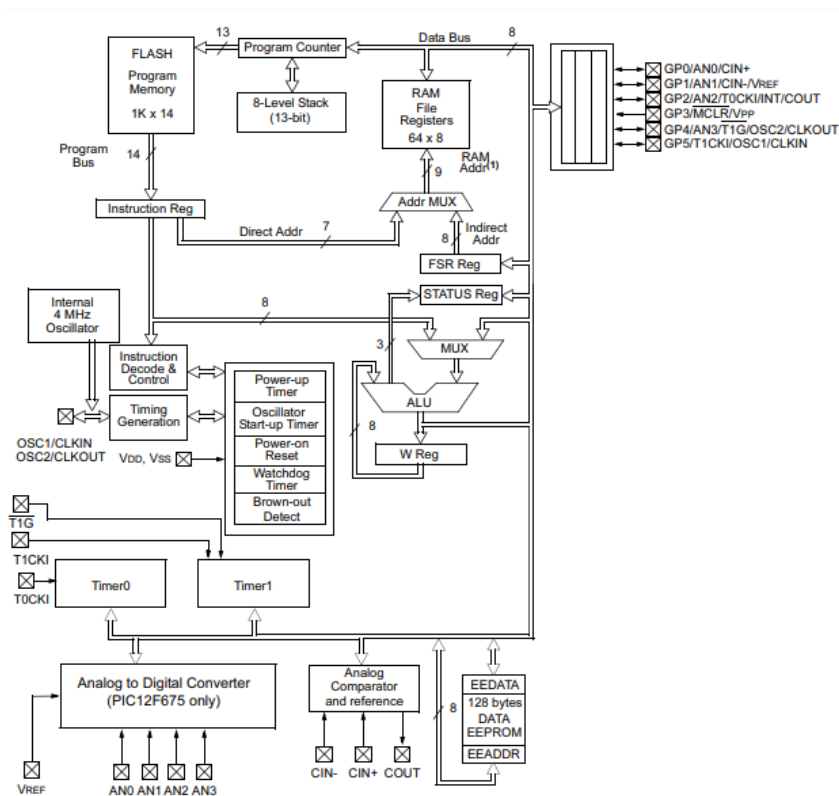 13
Program Counter
Data Bus
8
FLASH
Program
Memory
1K x 14
8-Level Stack
(13-bit)
RAM
File
Registers
64 x 8
GP0/AN0/CIN+
GP1/AN1/CIN-/VREF
GP2/AN2/T0CKI/INT/COUT
GP3/MCLR/VPP
GP4/AN3/T1G/OSC2/CLKOUT
GP5/T1CKI/OSC1/CLKIN
Program
Bus
14
RAM
Addr(1)
9
Addr MUX
Instruction Reg
Direct Addr
7
Indirect
Addr
8
FSR Reg
STATUS Reg
Internal
4 MHz
Oscillator
8
3
MUX
Instruction
Decode &
Control
Timing
Generation
OSC1/CLKIN
OSC2/CLKOUT
VDD, VSS
Power-up
Timer
Oscillator
Start-up Timer
Power-on
Reset
Watchdog
Timer
Brown-out
Detect
ALU
8
W Reg
T1G
T1CKI
T0CKI
Timer0
Timer1
Analog to Digital Converter
(PIC12F675 only)
Analog
Comparator
and reference
8
EEDATA
128 bytes
DATA
EEPROM
EEADDR
VREF
AN0 AN1 AN2 AN3
CIN- CIN+ COUT